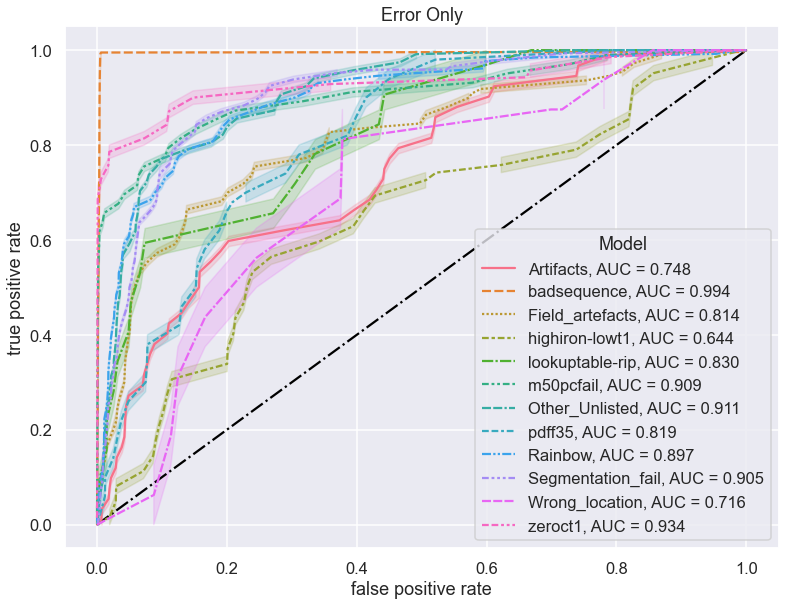 Error Only
true positive rate
1.0
0.8
0.6
0.4
0.2
0.0
0.0 0.2 0.4 0.6 0.8 1.0
false positive rate
Model
Artifacts, AUC = 0.748
badsequence, AUC = 0.994
Field_artefacts, AUC = 0.814
highiron-lowt1, AUC = 0.644
lookuptable-rip, AUC = 0.830
m50pcfail, AUC = 0.909
Other_Unlisted, AUC = 0.911
pdff35, AUC = 0.819
Rainbow, AUC = 0.897
Segmentation_fail, AUC = 0.905
Wrong_location, AUC = 0.716
zeroct1, AUC = 0.934